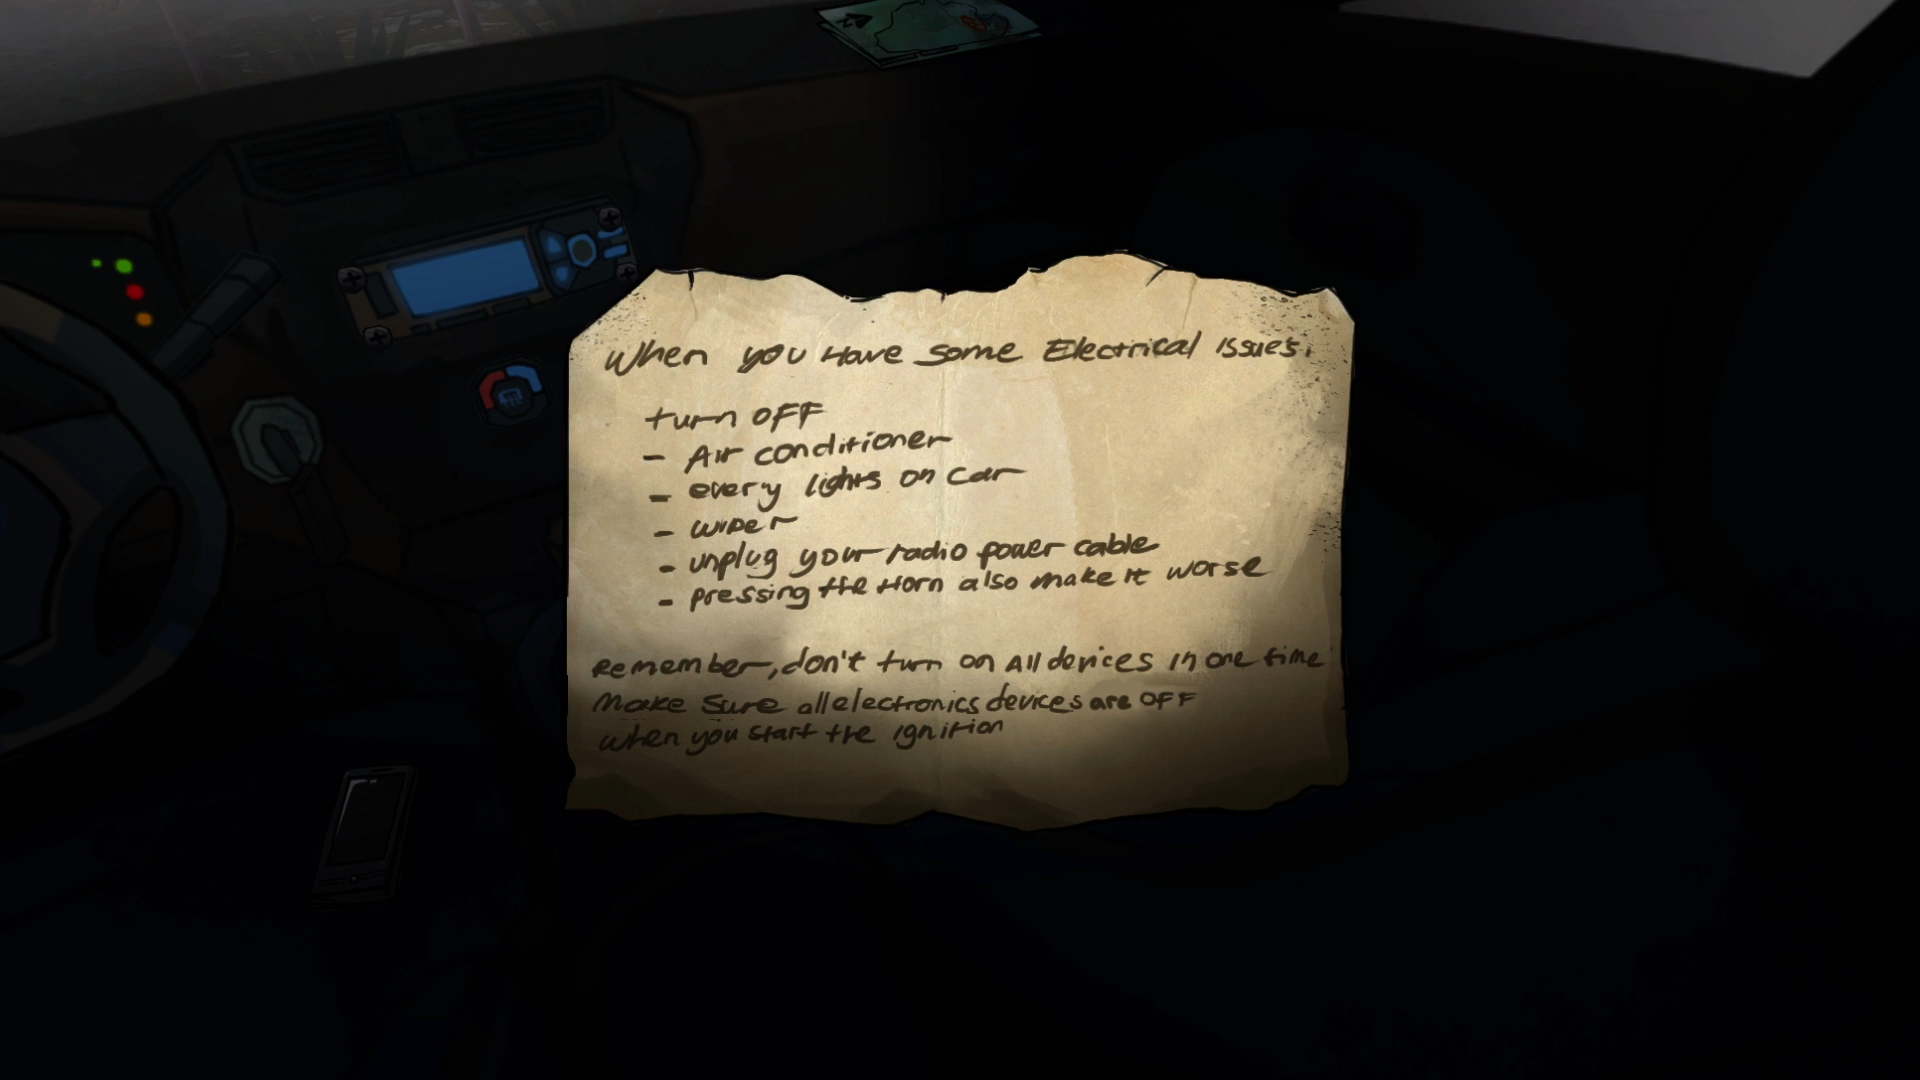 When you Have some Electrical Issues,
turn OFF
- Air conditioner
- every lights on Car
- wiper
- unplug your radio power cable
- pressing the Horn also make it worse
Remember, don't turn on All devices in one time
Make Sure all electronics devices are OFF
when you start the ignition